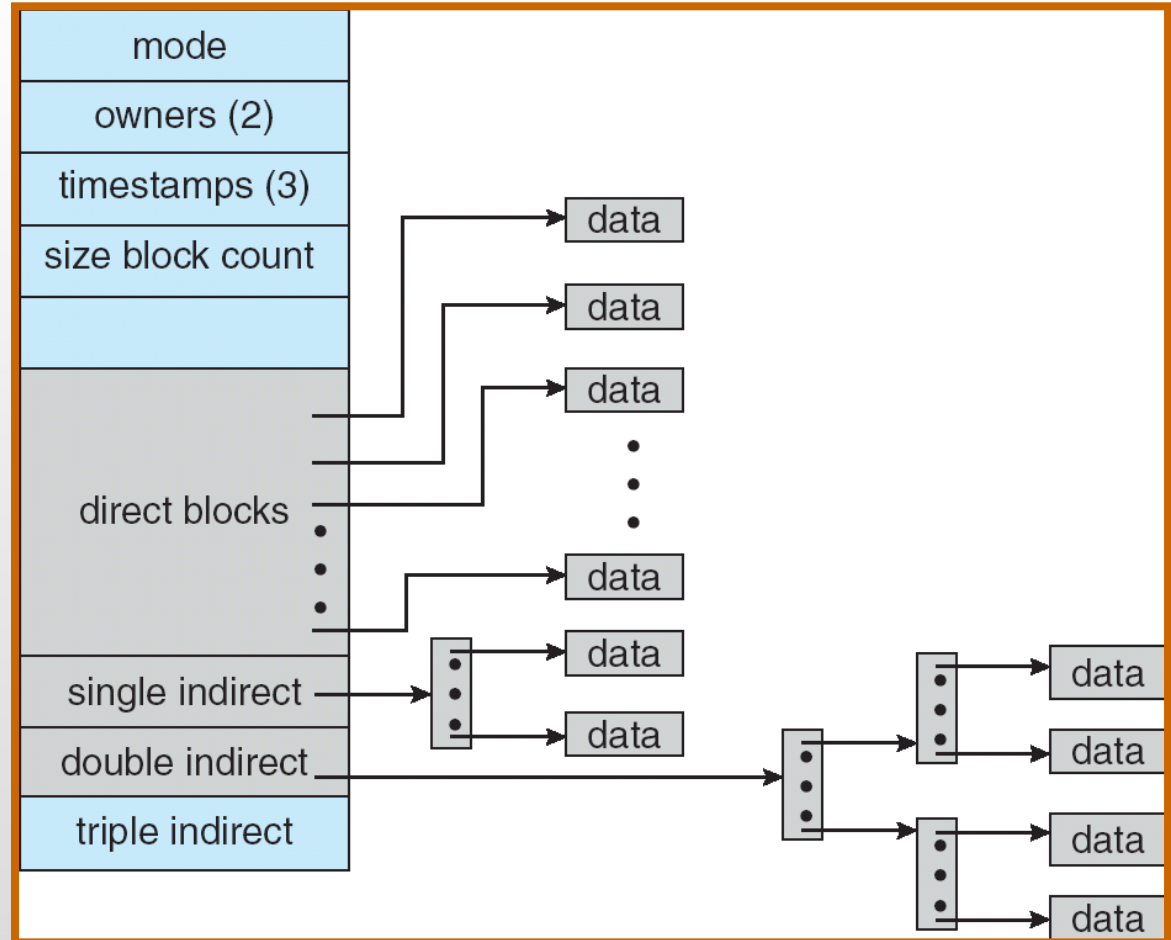 mode
owners (2)
timestamps (3)
size block count
direct blocks
single indirect
double indirect
triple indirect
data
data
data
data
data
data
data
data
data
data